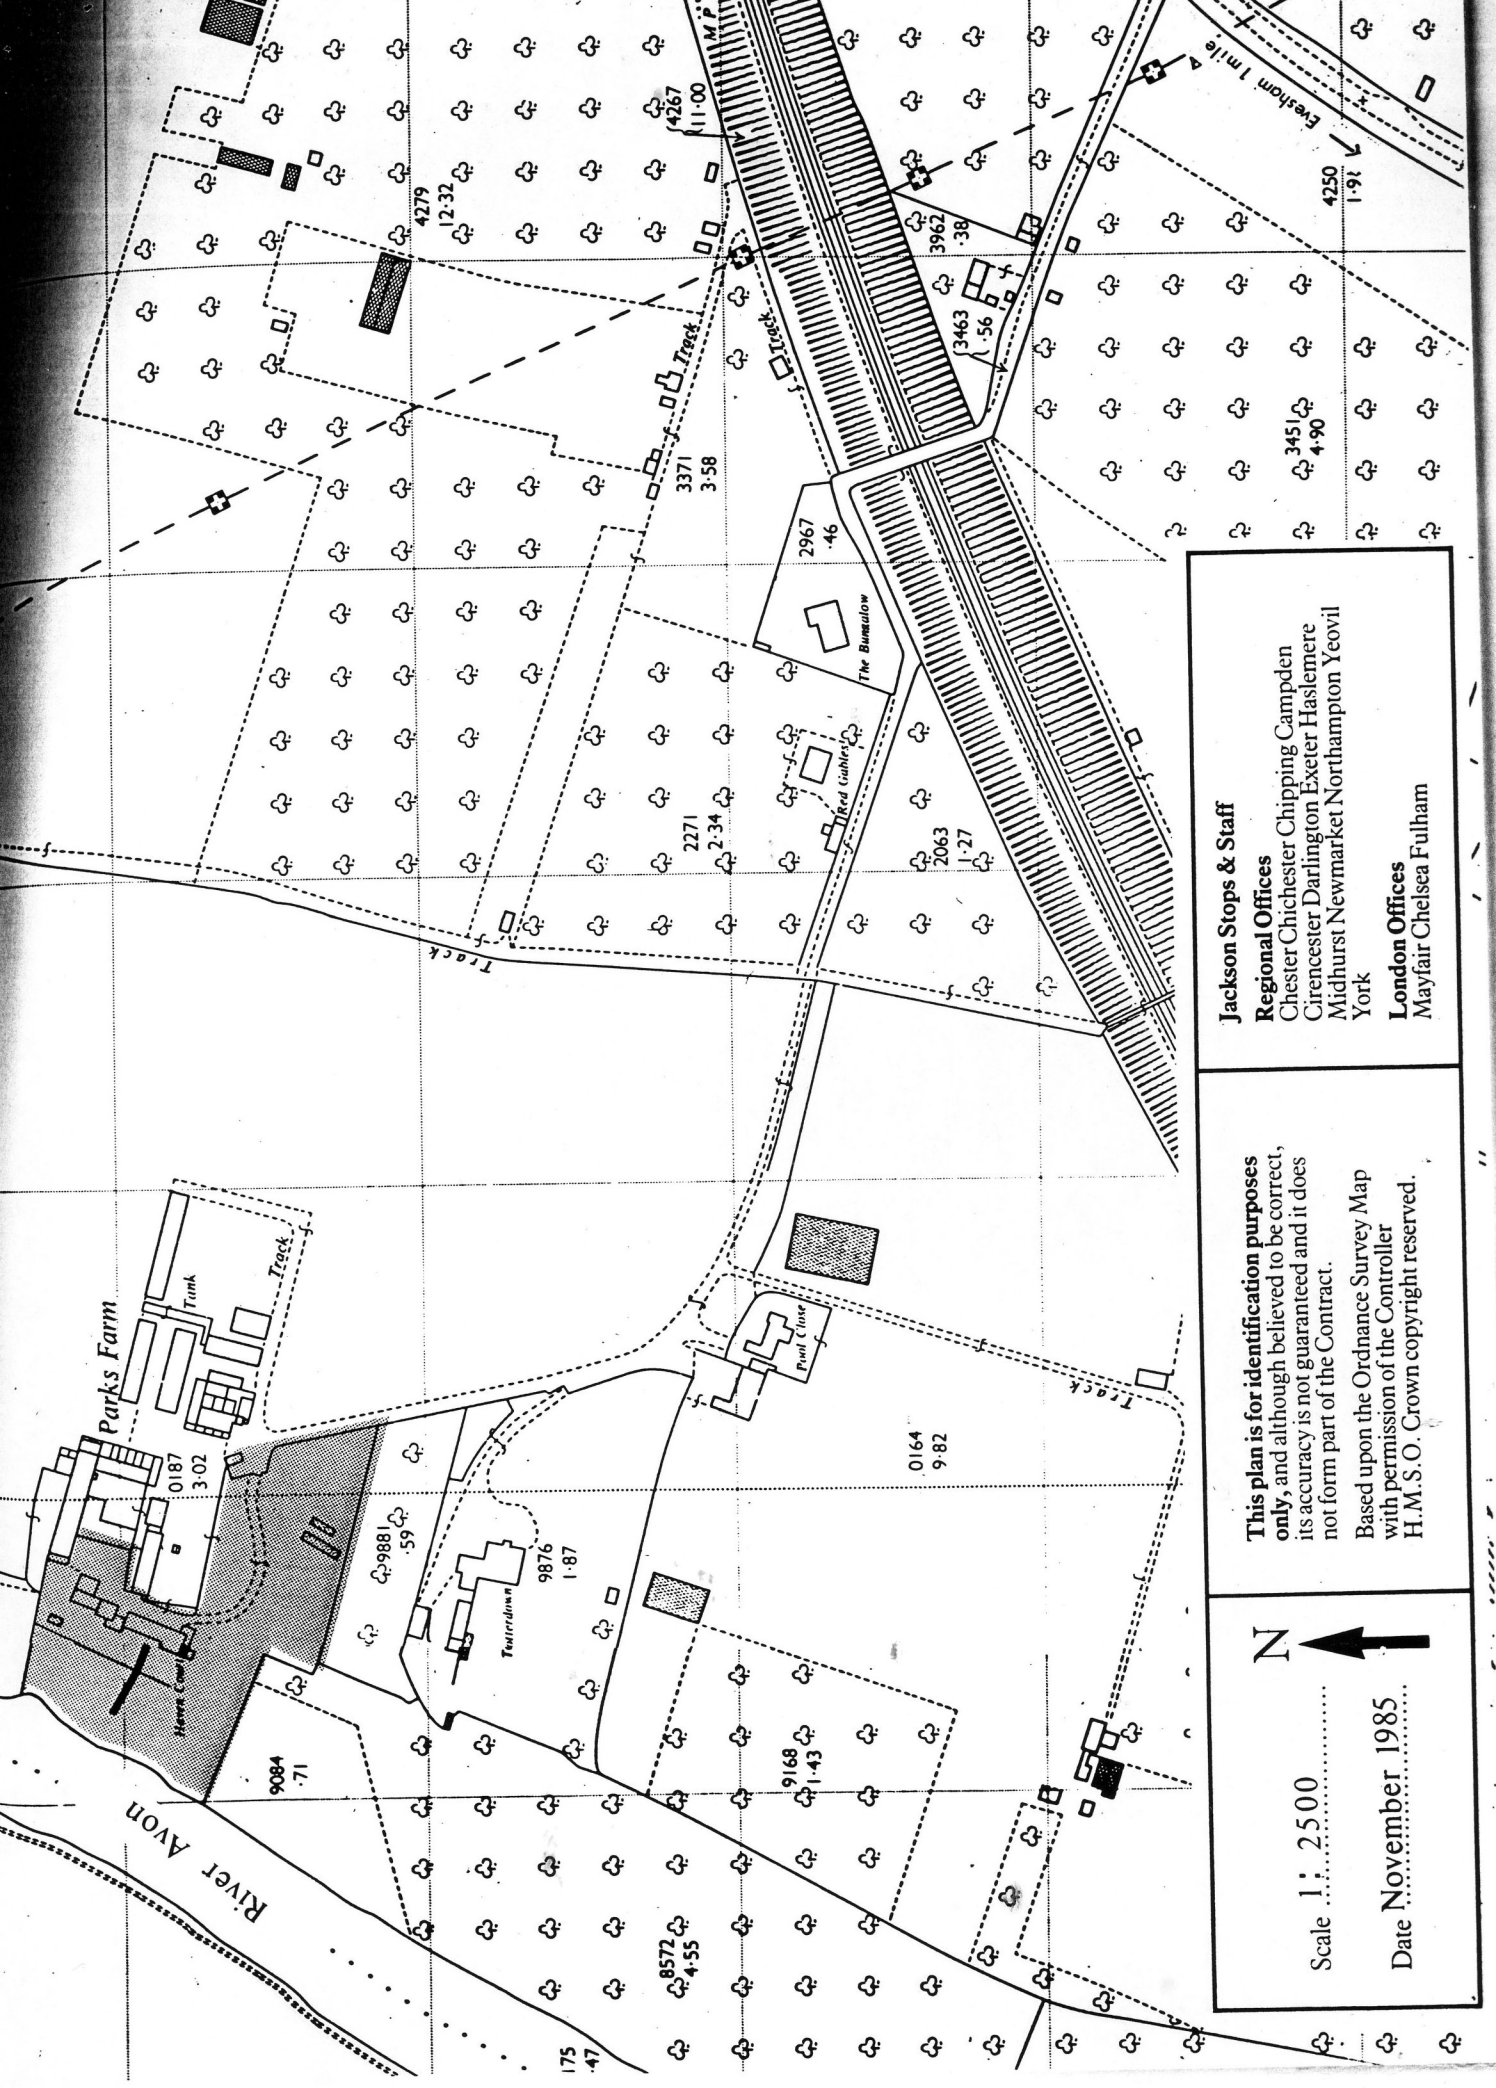 Parks Farm
Tank
Track
0187
3·02
River Avon
9084
·71
9881
·59
9876
1·87
Pool Close
0164
9·82
Track
9168
1·43
8572
4·55
175
·47
Track
2271
2·34
Red Gables
2063
1·27
The Bungalow
2967
·46
3371
3·58
Track
Track
4279
12·32
4267
11·00
M P
3962
·38
3463
·56
3451
4·90
4250
Evesham 1 mile.
N
Scale 1: 2500
Date November 1985
This plan is for identification purposes
only, and although believed to be correct,
its accuracy is not guaranteed and it does
not form part of the Contract.
Based upon the Ordnance Survey Map
with permission of the Controller
H.M.S.O. Crown copyright reserved.
Jackson Stops & Staff
Regional Offices
Chester Chichester Chipping Campden
Cirencester Darlington Exeter Haslemere
Midhurst Newmarket Northampton Yeovil
York
London Offices
Mayfair Chelsea Fulham